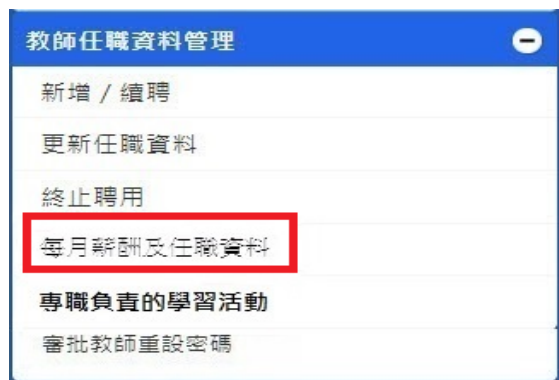 教師任職資料管理
新增 / 續聘
更新任職資料
終止聘用
每月薪酬及任職資料
專職負責的學習活動
審批教師重設密碼